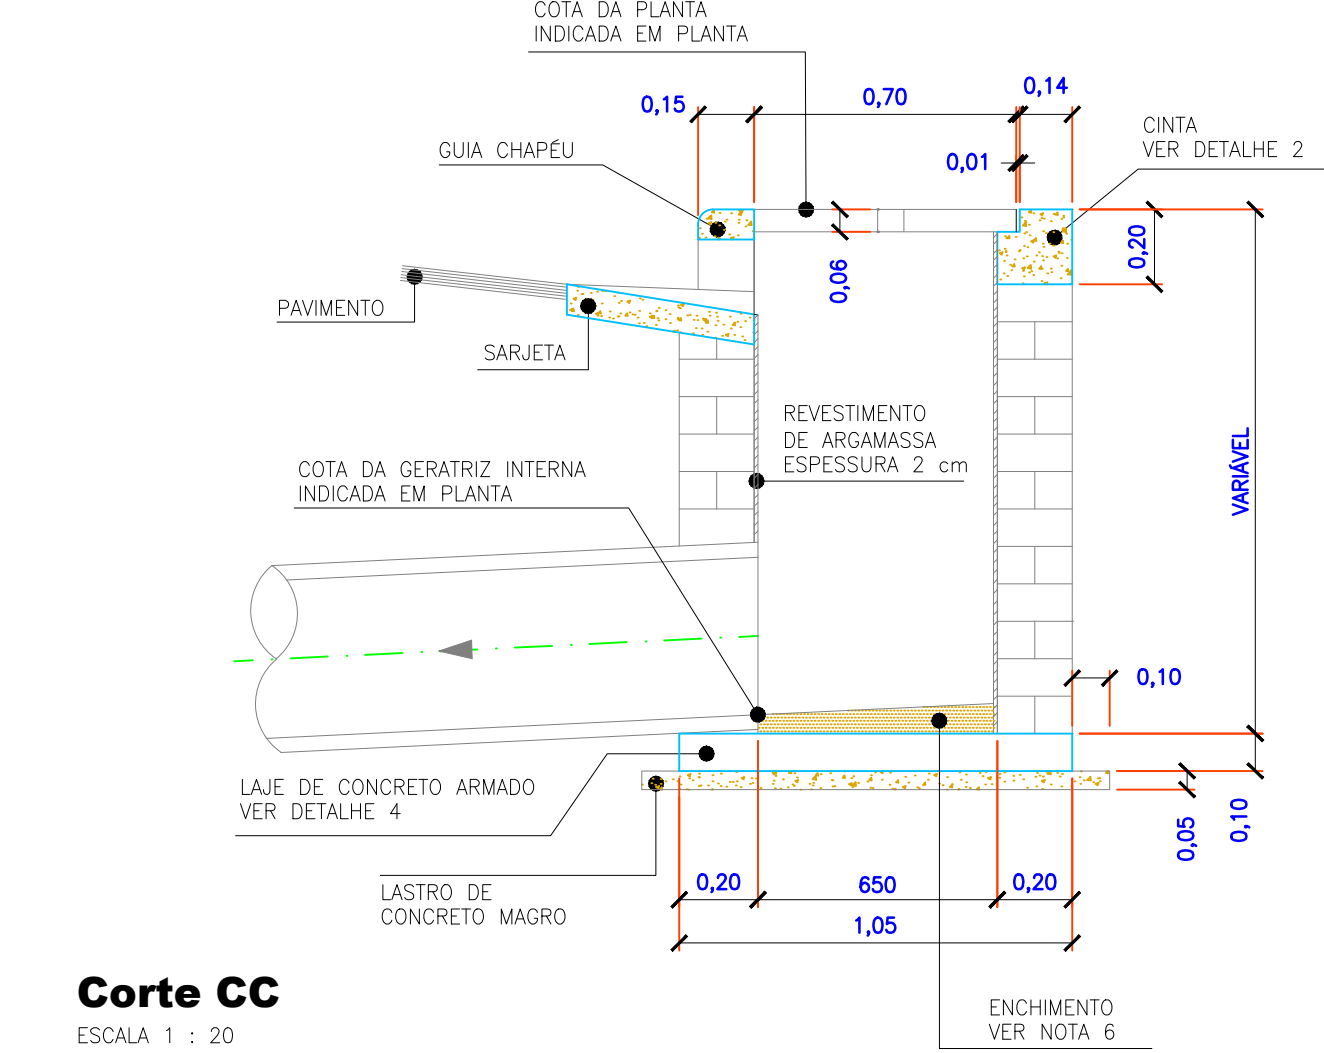 COTA DA PLANTA
INDICADA EM PLANTA
0,15
0,70
0,14
GUIA CHAPÉU
0,01
CINTA
VER DETALHE 2
0,06
0,20
PAVIMENTO
SARJETA
REVESTIMENTO
DE ARGAMASSA
ESPESSURA 2 cm
VARIÁVEL
COTA DA GERATRIZ INTERNA
INDICADA EM PLANTA
0,10
LAJE DE CONCRETO ARMADO
VER DETALHE 4
0,05
0,10
LASTRO DE
CONCRETO MAGRO
0,20
650
0,20
1,05
Corte CC
ESCALA 1 : 20
ENCHIMENTO
VER NOTA 6